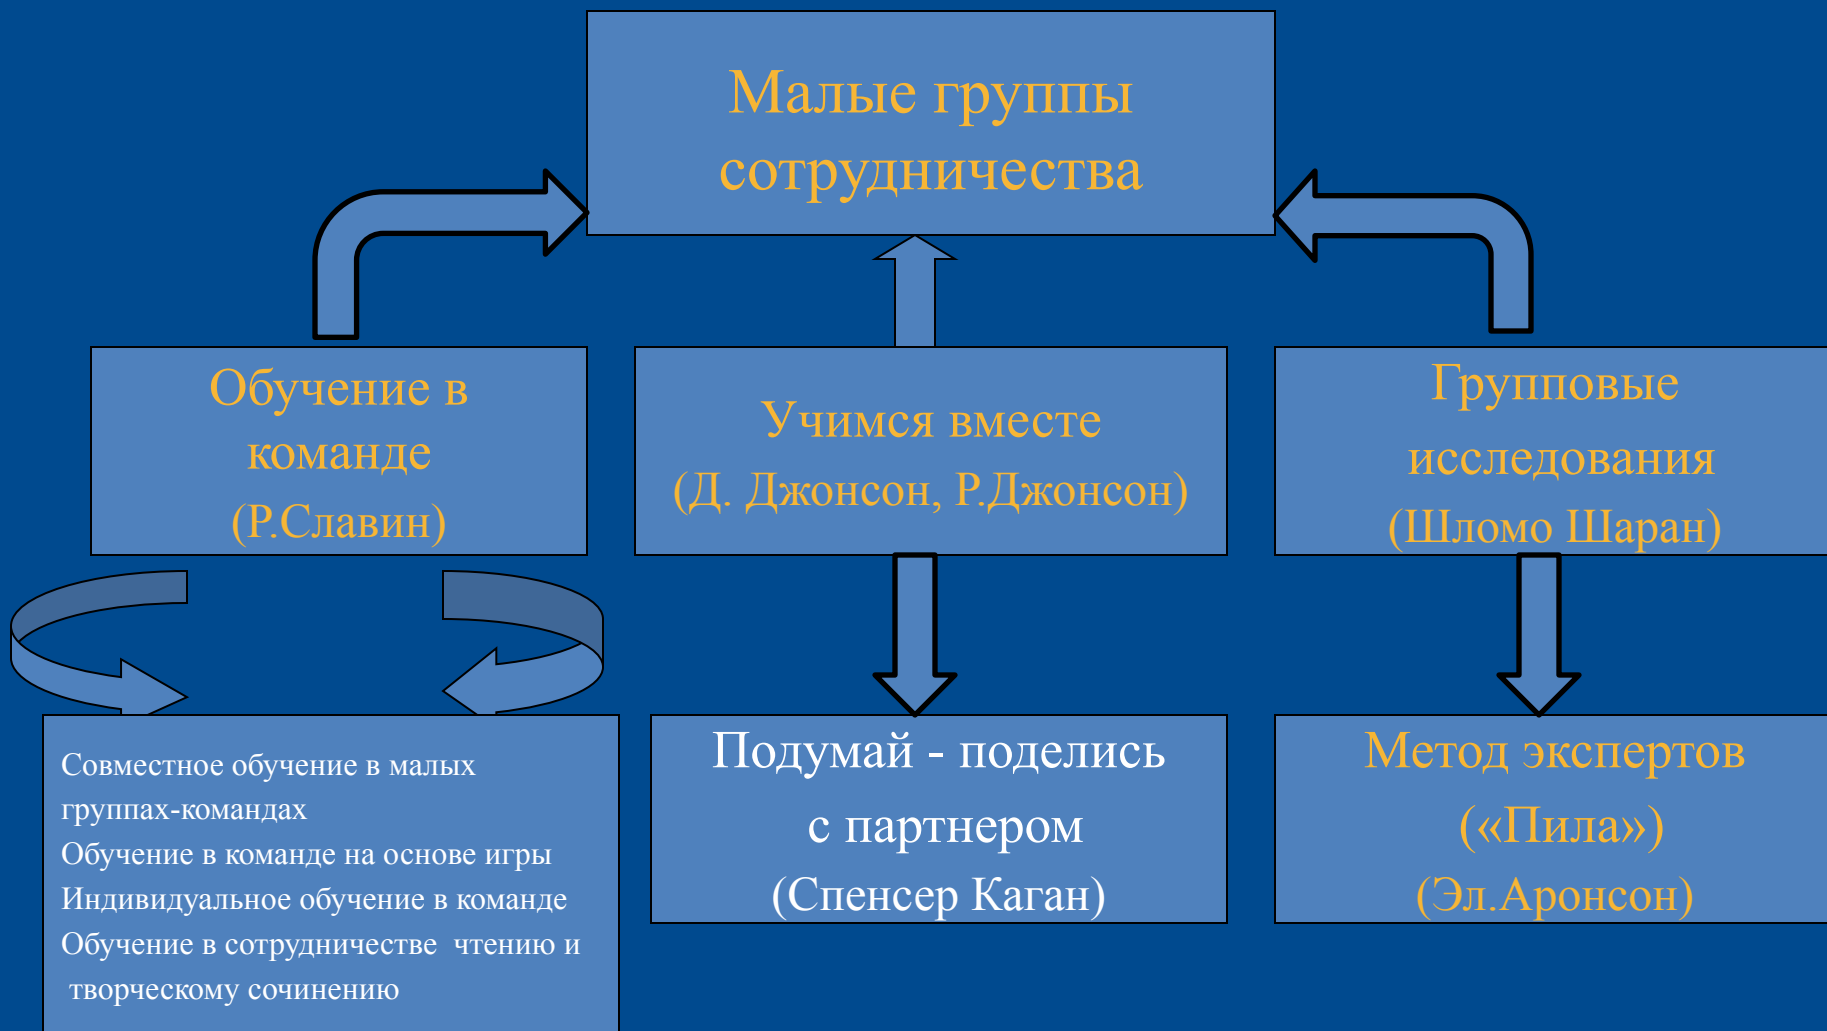 Малые группы
сотрудничества
Обучение в
команде
(Р.Славин)
Учимся вместе
(Д. Джонсон, Р.Джонсон)
Групповые
исследования
(Шломо Шаран)
Совместное обучение в малых
группах-командах
Обучение в команде на основе игры
Индивидуальное обучение в команде
Обучение в сотрудничестве чтению и
творческому сочинению
Подумай - поделись
с партнером
(Спенсер Каган)
Метод экспертов
(«Пила»)
(Эл.Аронсон)